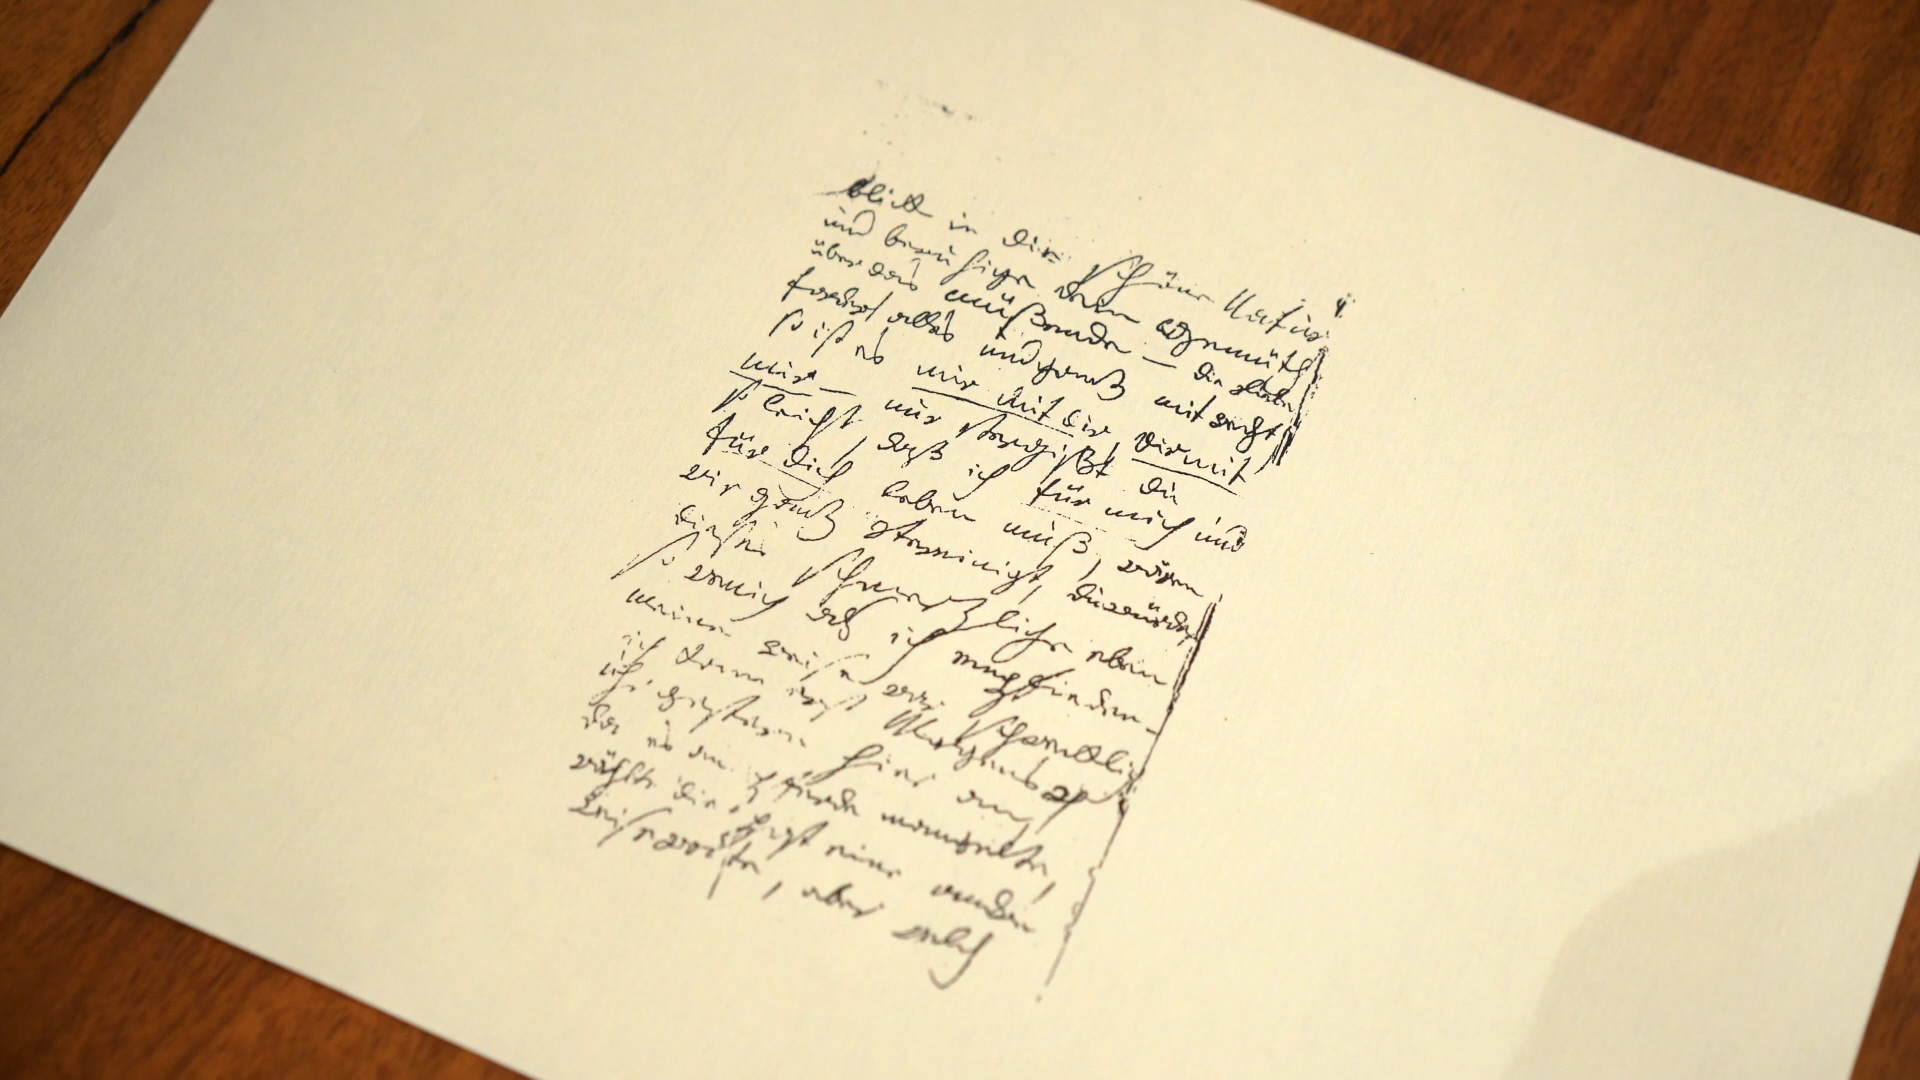 blick in die schöne Natur
und beruhige dein Gemüth
über das müßende — die Liebe
fordert alles und ganz mit recht
so ist es mir mit dir, dir mit
mir — nur vergißt du
so leicht, daß ich für mich und
für dich leben muß, wären
wir ganz vereinigt, du würdest
dieses schmerzliche eben
so wenig als ich empfinden —
meine Reise war schrecklich
ich kam erst Morgens 4
uhr gestern hier an,
da es an Pferde mangelte,
wählte die Post eine andere
Reiseroute, aber welch